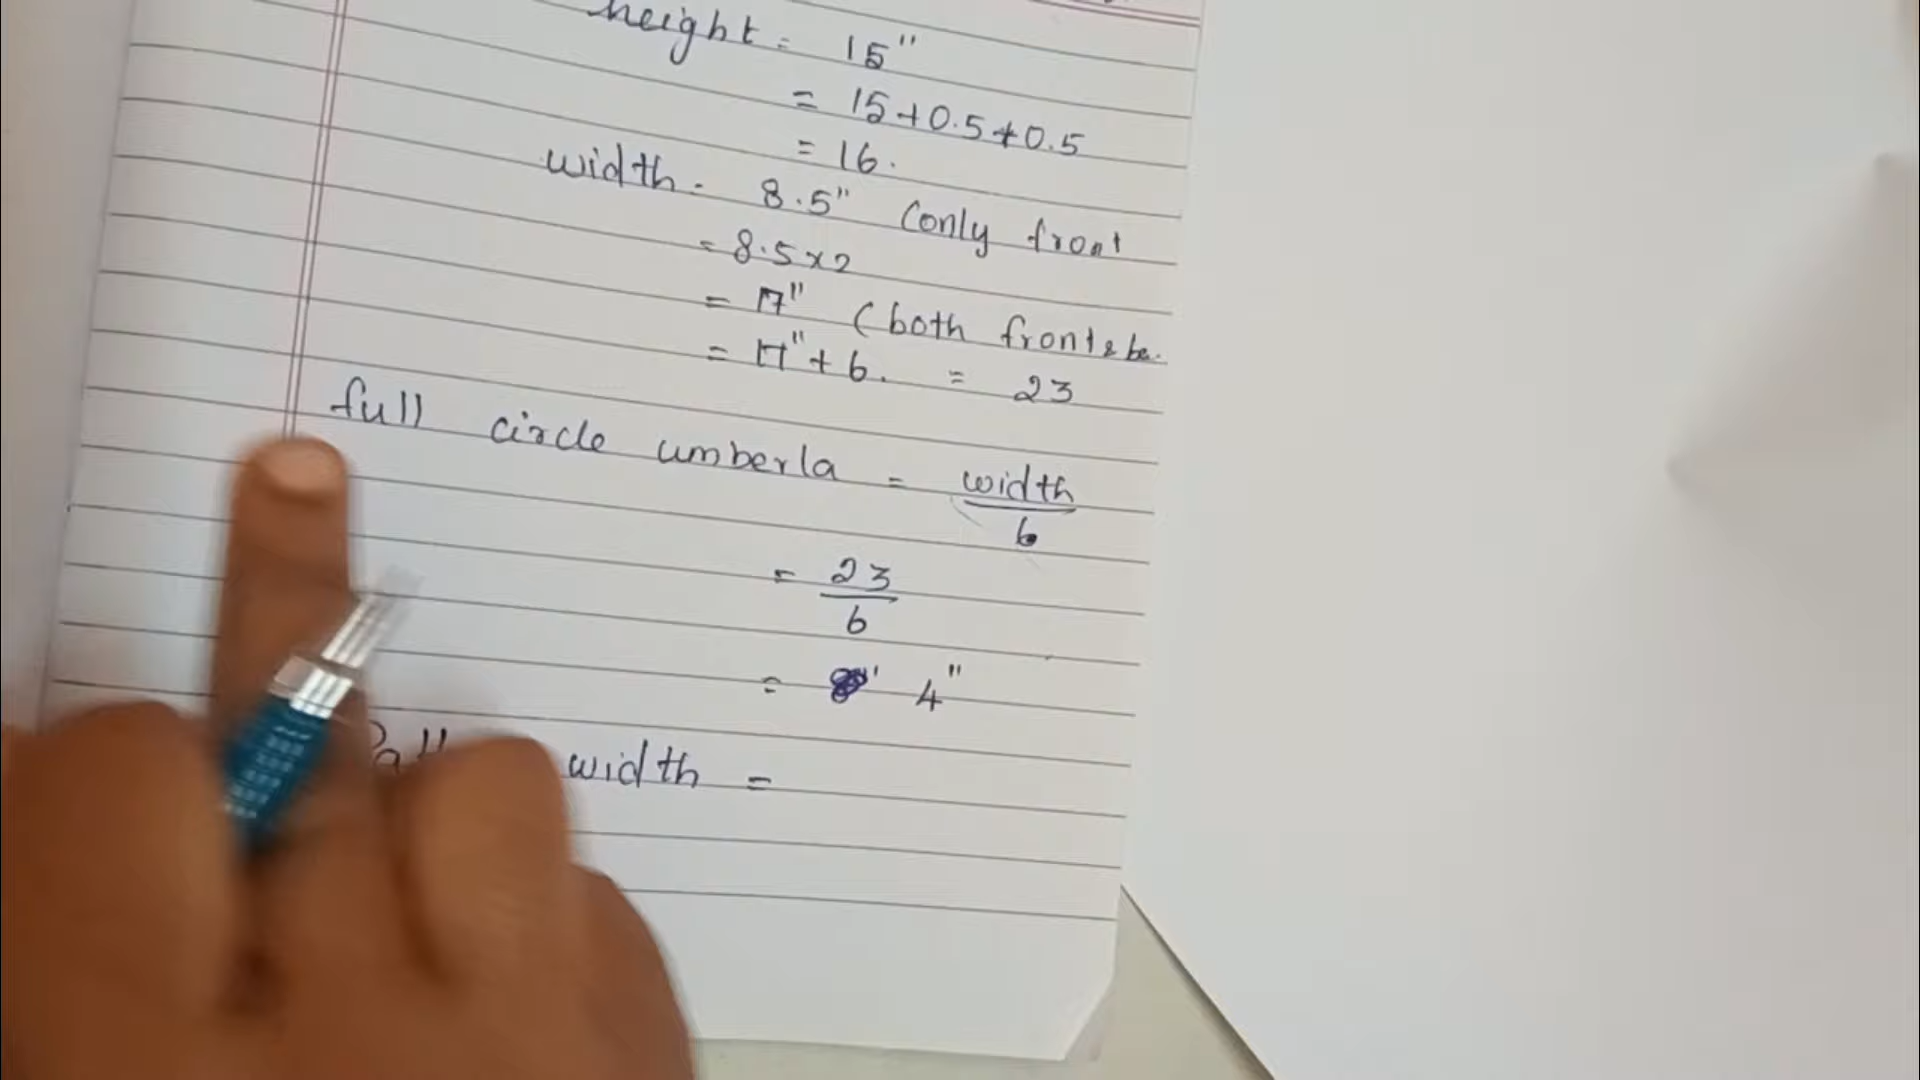 height = 15"
= 15+0.5+0.5
= 16.
width - 8.5" (only front
= 8.5x2
= 17" (both front &
= 17"+ 6. = 23
full circle umberla = width/6
= 23/6
= 4"
width =